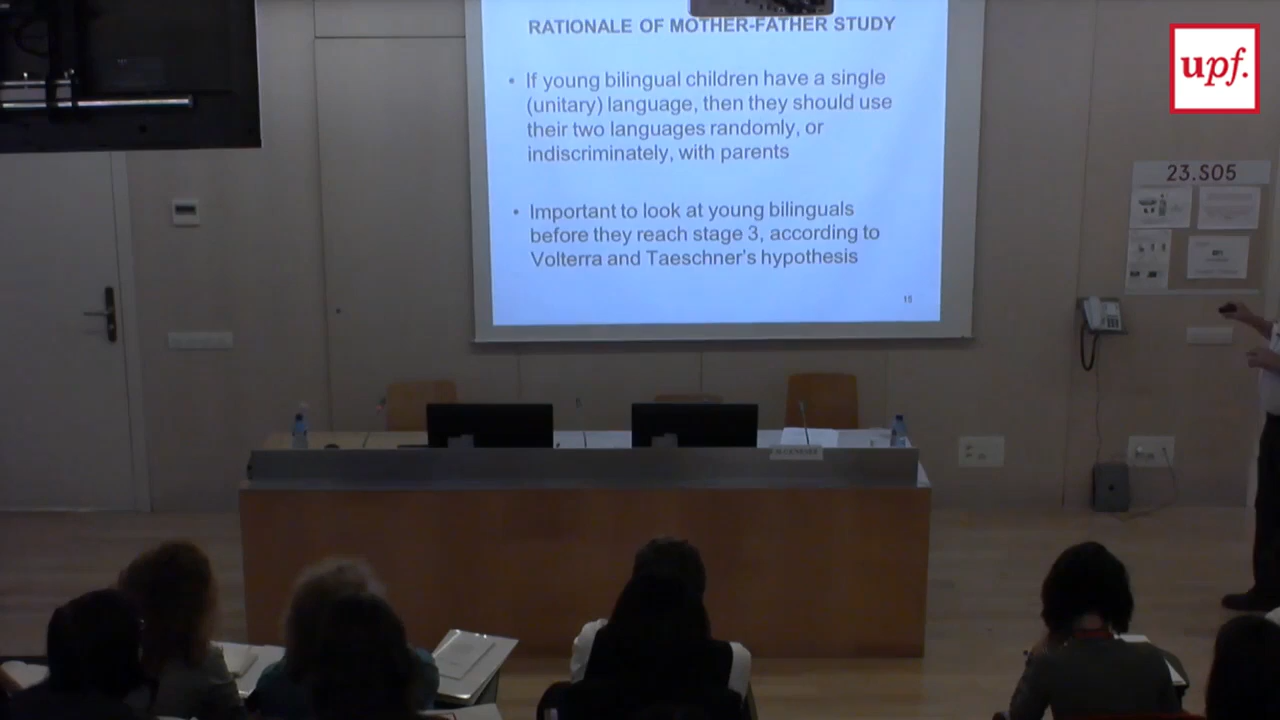 RATIONALE OF MOTHER-FATHER STUDY
• If young bilingual children have a single
(unitary) language, then they should use
their two languages randomly, or
indiscriminately, with parents
• Important to look at young bilinguals
before they reach stage 3, according to
Volterra and Taeschner's hypothesis
15
upf.
23.S05